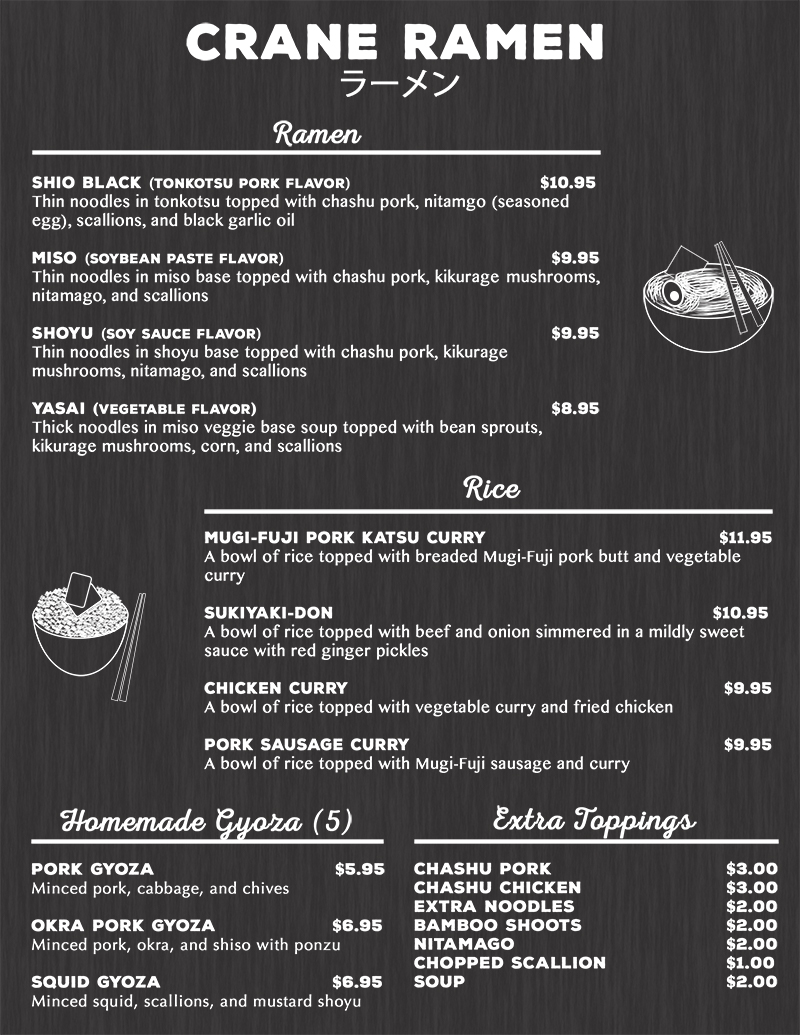 CRANE RAMEN
ラーメン
Ramen
SHIO BLACK (TONKOTSU PORK FLAVOR) $10.95
Thin noodles in tonkotsu topped with chashu pork, nitamgo (seasoned
egg), scallions, and black garlic oil
MISO (SOYBEAN PASTE FLAVOR) $9.95
Thin noodles in miso base topped with chashu pork, kikurage mushrooms,
nitamago, and scallions
SHOYU (SOY SAUCE FLAVOR) $9.95
Thin noodles in shoyu base topped with chashu pork, kikurage
mushrooms, nitamago, and scallions
YASAI (VEGETABLE FLAVOR) $8.95
Thick noodles in miso veggie base soup topped with bean sprouts,
kikurage mushrooms, corn, and scallions
Rice
MUGI-FUJI PORK KATSU CURRY $11.95
A bowl of rice topped with breaded Mugi-Fuji pork butt and vegetable
curry
SUKIYAKI-DON $10.95
A bowl of rice topped with beef and onion simmered in a mildly sweet
sauce with red ginger pickles
CHICKEN CURRY $9.95
A bowl of rice topped with vegetable curry and fried chicken
PORK SAUSAGE CURRY $9.95
A bowl of rice topped with Mugi-Fuji sausage and curry
Homemade Gyoza (5)
PORK GYOZA $5.95
Minced pork, cabbage, and chives
OKRA PORK GYOZA $6.95
Minced pork, okra, and shiso with ponzu
SQUID GYOZA $6.95
Minced squid, scallions, and mustard shoyu
Extra Toppings
CHASHU PORK $3.00
CHASHU CHICKEN $3.00
EXTRA NOODLES $2.00
BAMBOO SHOOTS $2.00
NITAMAGO $2.00
CHOPPED SCALLION $1.00
SOUP $2.00